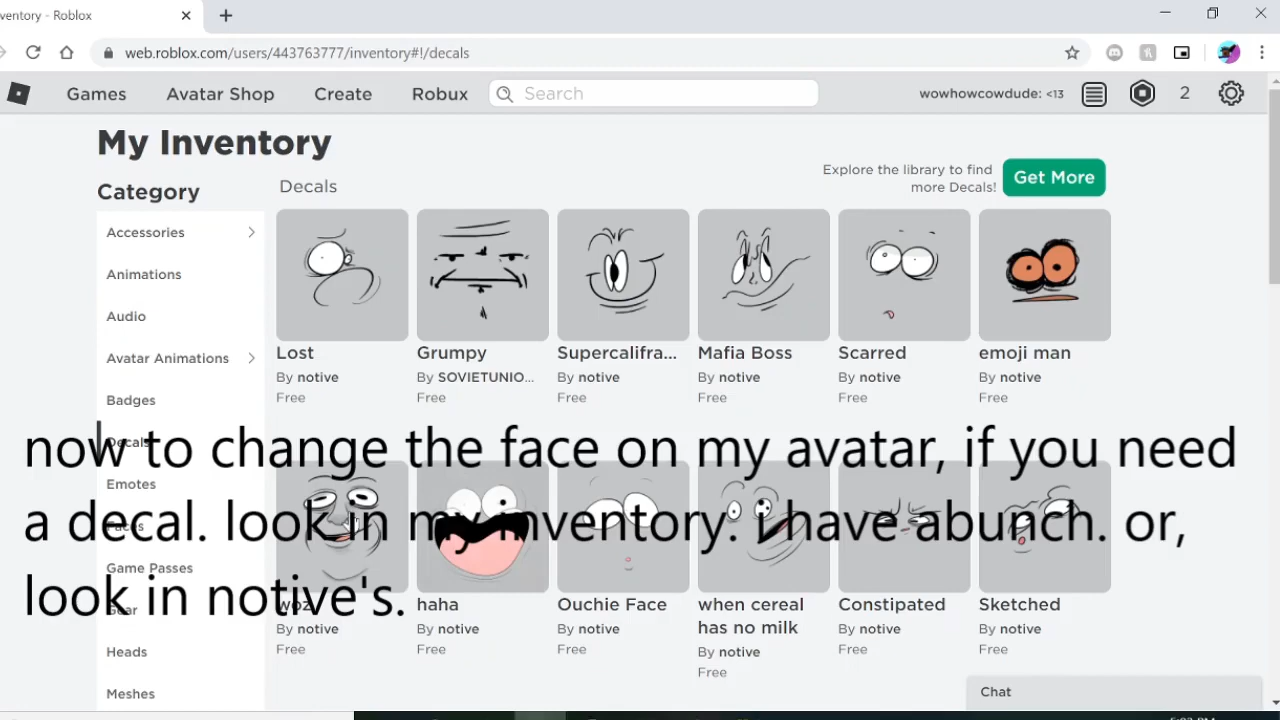 ventory - Roblox
web.roblox.com/users/443763777/inventory#!/decals
Games Avatar Shop Create Robux Search wowhowcowdude: <13 2
My Inventory
Category
Accessories
Animations
Audio
Avatar Animations
Badges
Decals
Emotes
Faces
Game Passes
Gear
Heads
Meshes
Decals
Explore the library to find
more Decals!
Get More
Lost
By notive
Free
Grumpy
By SOVIETUNIO...
Free
Supercalifra...
By notive
Free
Mafia Boss
By notive
Free
Scarred
By notive
Free
emoji man
By notive
Free
woz
By notive
Free
haha
By notive
Free
Ouchie Face
By notive
Free
when cereal
has no milk
By notive
Free
Constipated
By notive
Free
Sketched
By notive
Free
now to change the face on my avatar, if you need
a decal. look in my inventory. i have abunch. or,
look in notive's.
Chat